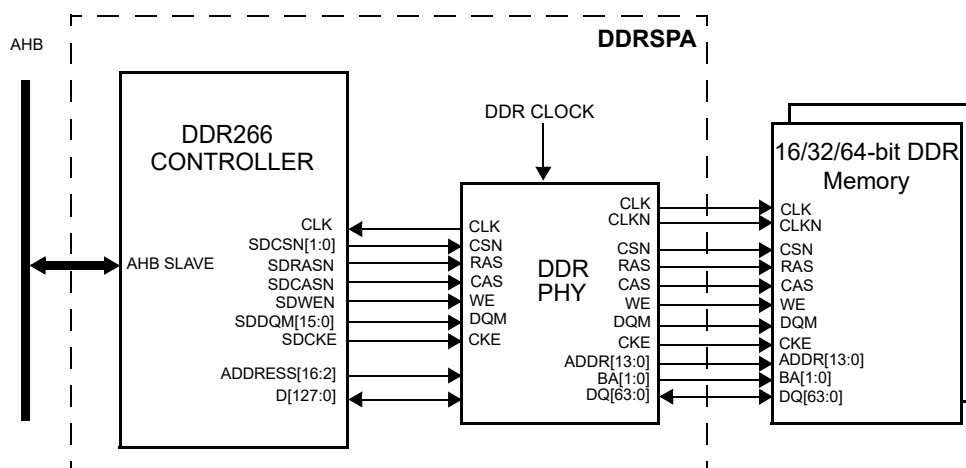 AHB
DDRSPA
DDR266
CONTROLLER
CLK
SDCSN[1:0]
AHB SLAVE
SDRASN
SDCASN
SDWEN
SDDQM[15:0]
SDCKE
ADDRESS[16:2]
D[127:0]
DDR CLOCK
CLK
CSN
RAS
CAS
WE
DQM
CKE
DDR
PHY
CLK
CLKN
CSN
RAS
CAS
WE
DQM
CKE
ADDR[13:0]
BA[1:0]
DQ[63:0]
16/32/64-bit DDR
Memory
CLK
CLKN
CSN
RAS
CAS
WE
DQM
CKE
ADDR[13:0]
BA[1:0]
DQ[63:0]